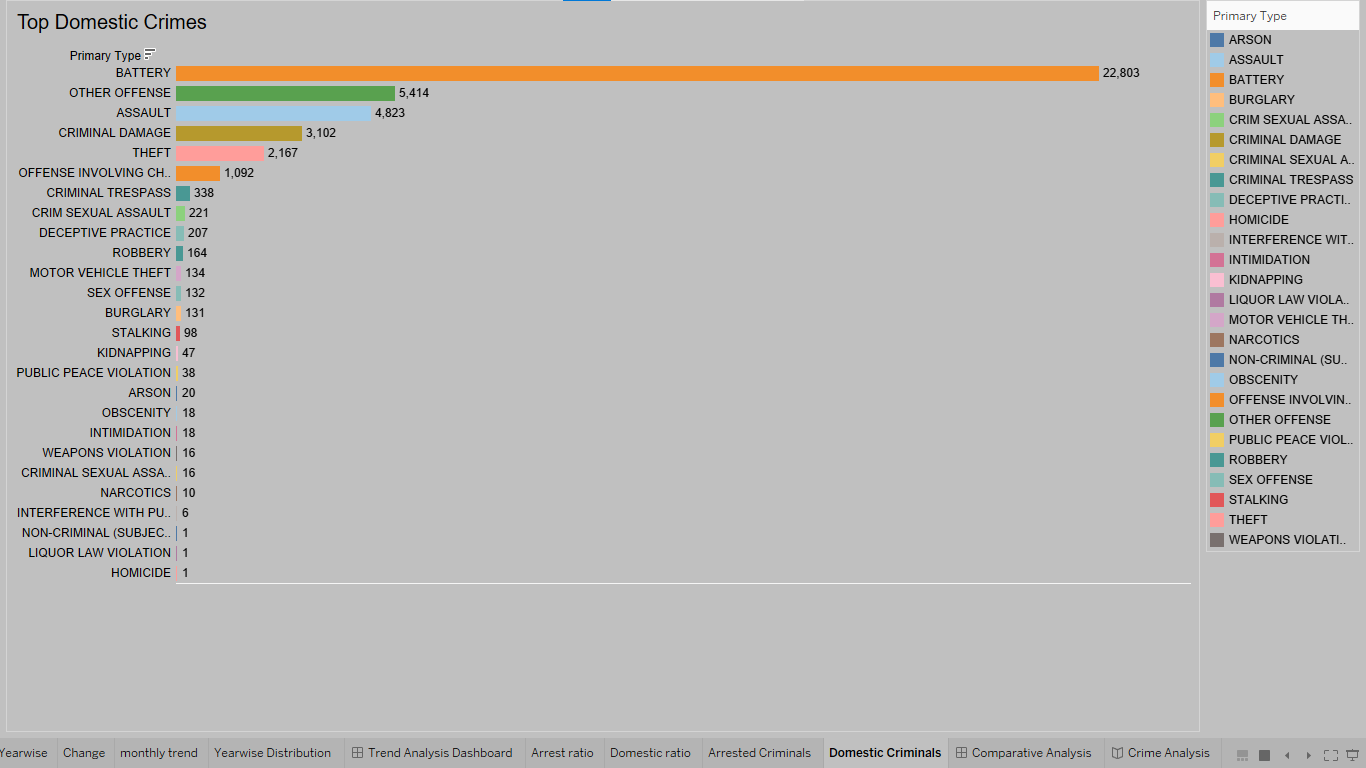 Top Domestic Crimes
Primary Type
BATTERY 22,803
OTHER OFFENSE 5,414
ASSAULT 4,823
CRIMINAL DAMAGE 3,102
THEFT 2,167
OFFENSE INVOLVING CH.. 1,092
CRIMINAL TRESPASS 338
CRIM SEXUAL ASSAULT 221
DECEPTIVE PRACTICE 207
ROBBERY 164
MOTOR VEHICLE THEFT 134
SEX OFFENSE 132
BURGLARY 131
STALKING 98
KIDNAPPING 47
PUBLIC PEACE VIOLATION 38
ARSON 20
OBSCENITY 18
INTIMIDATION 18
WEAPONS VIOLATION 16
CRIMINAL SEXUAL ASSA.. 16
NARCOTICS 10
INTERFERENCE WITH PU.. 6
NON-CRIMINAL (SUBJEC.. 1
LIQUOR LAW VIOLATION 1
HOMICIDE 1
Primary Type
ARSON
ASSAULT
BATTERY
BURGLARY
CRIM SEXUAL ASSA..
CRIMINAL DAMAGE
CRIMINAL SEXUAL A..
CRIMINAL TRESPASS
DECEPTIVE PRACTI..
HOMICIDE
INTERFERENCE WIT..
INTIMIDATION
KIDNAPPING
LIQUOR LAW VIOLA..
MOTOR VEHICLE TH..
NARCOTICS
NON-CRIMINAL (SU..
OBSCENITY
OFFENSE INVOLVIN..
OTHER OFFENSE
PUBLIC PEACE VIOL..
ROBBERY
SEX OFFENSE
STALKING
THEFT
WEAPONS VIOLATI..
Yearwise Change monthly trend Yearwise Distribution Trend Analysis Dashboard Arrest ratio Domestic ratio Arrested Criminals Domestic Criminals Comparative Analysis Crime Analysis